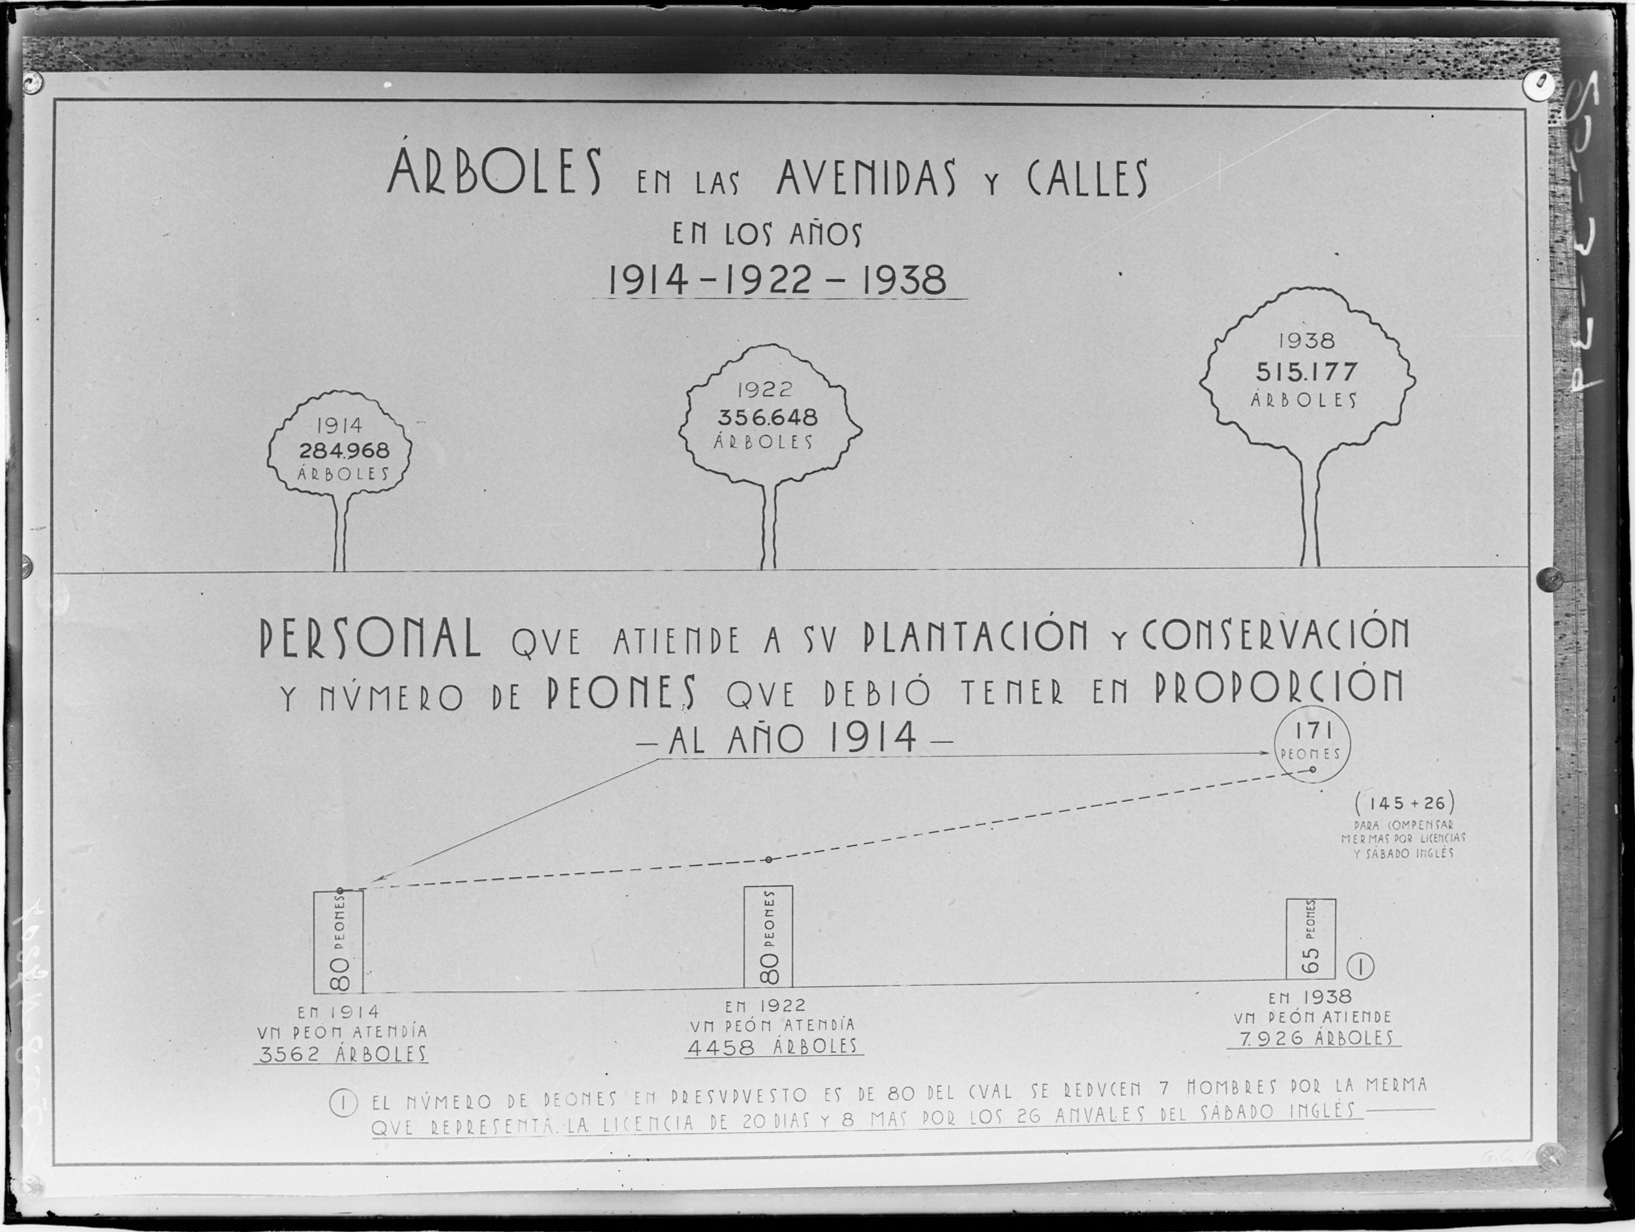 ÁRBOLES EN LAS AVENIDAS Y CALLES
EN LOS AÑOS
1914-1922-1938
1914
284.968
ÁRBOLES
1922
356.648
ÁRBOLES
1938
515.177
ÁRBOLES
PERSONAL QVE ATIENDE A SV PLANTACIÓN Y CONSERVACIÓN
Y NÚMERO DE PEONES QVE DEBIÓ TENER EN PROPORCIÓN
- AL AÑO 1914 -
171
PEONES
(145+26)
PARA COMPENSAR
MERMAS POR LICENCIAS
Y SÁBADO INGLÉS
80 PEONES
80 PEONES
65 PEONES
1
EN 1914
VN PEÓN ATENDÍA
3562 ÁRBOLES
EN 1922
VN PEÓN ATENDÍA
4458 ÁRBOLES
EN 1938
VN PEÓN ATIENDE
7.926 ÁRBOLES
1 EL NÚMERO DE PEONES EN PRESVPVESTO ES DE 80 DEL CVAL SE REDVCEN 7 HOMBRES POR LA MERMA
QVE REPRESENTA LA LICENCIA DE 20 DIAS Y 8 MAS POR LOS 26 ANVALES DEL SÁBADO INGLÉS